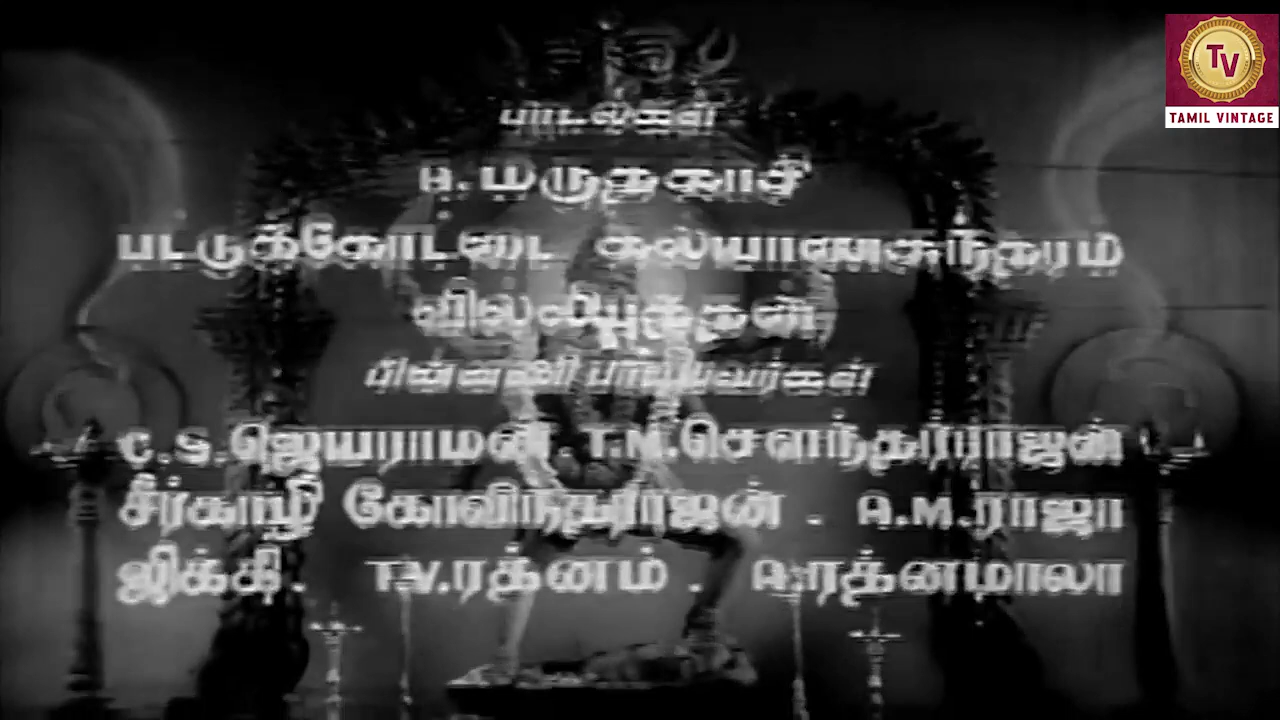 TV
TAMIL VINTAGE
பாடல்கள்
A.மருதகாசி
பட்டுக்கோட்டை கல்யாணசுந்தரம்
வில்லிபுத்தன்
பின்னணி பாடியவர்கள்
C.S.ஜெயராமன். T.M.சௌந்தர்ராஜன்
சீர்காழி கோவிந்தராஜன் . A.M.ராஜா
ஜிக்கி. T.V.ரத்னம் . A.ரத்னமாலா